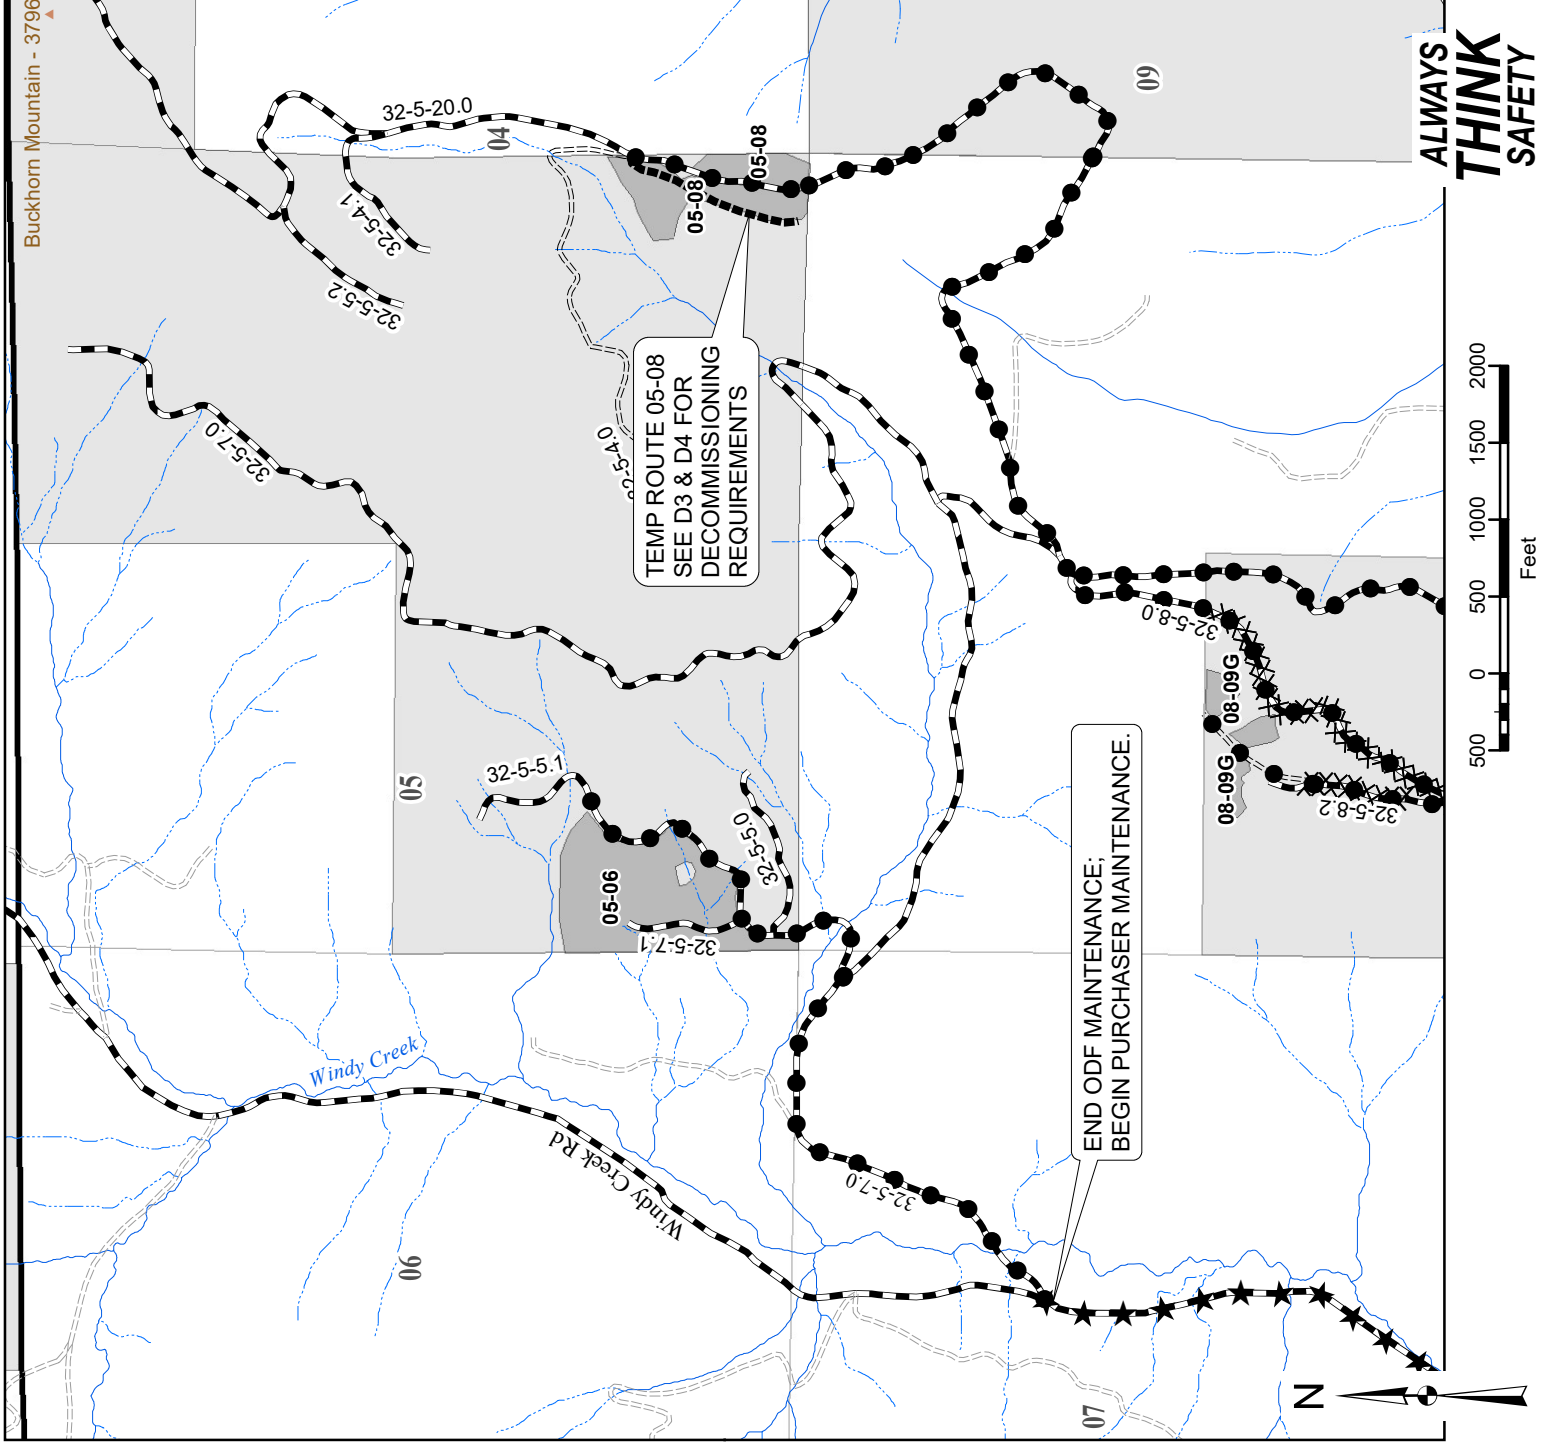 Buckhorn Mountain - 3796
32-5-20.0
04
32-5-4.1
32-5-5.2
05-08
05-08
09
ALWAYS
THINK
SAFETY
32-5-7.0
-5-4.0
TEMP ROUTE 05-08
SEE D3 & D4 FOR
DECOMMISSIONING
REQUIREMENTS
05
32-5-5.1
32-5-5.0
05-06
32-5-7.1
32-5-8.0
08-09G
08-09G
32-5-8.2
500 0 500 1000 1500 2000
Feet
Windy Creek
Windy Creek Rd
32-5-7.0
END ODF MAINTENANCE;
BEGIN PURCHASER MAINTENANCE.
06
07
N